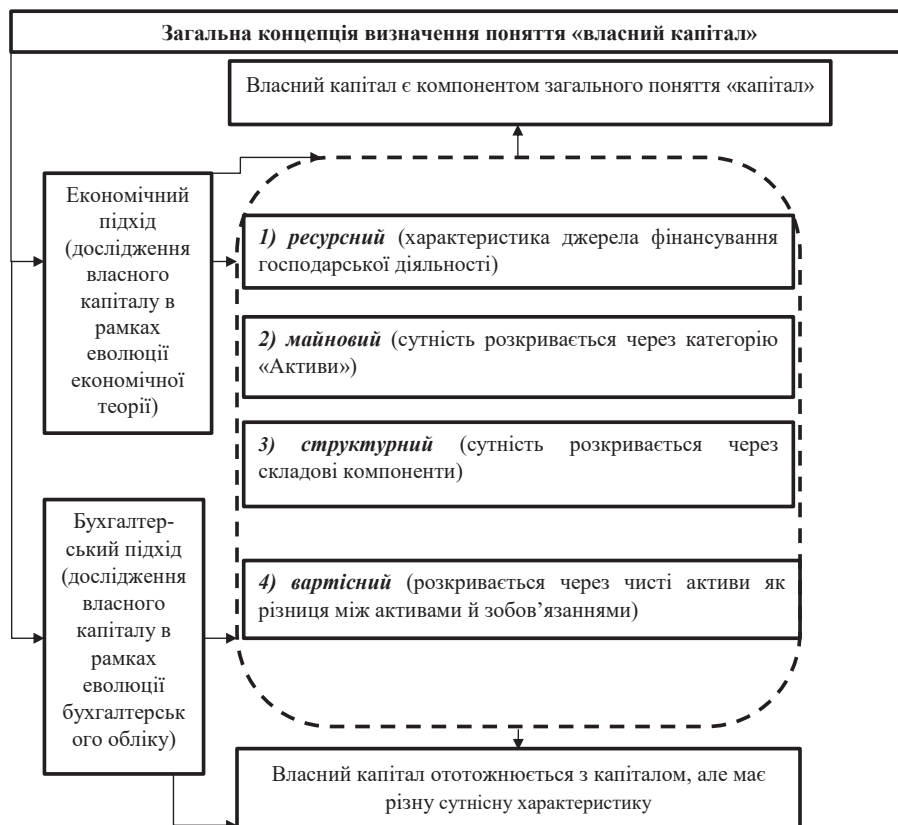 Загальна концепція визначення поняття «власний капітал»
Власний капітал є компонентом загального поняття «капітал»
Економічний
підхід
(дослідження
власного
капіталу в
рамках
еволюції
економічної
теорії)
1) ресурсний (характеристика джерела фінансування
господарської діяльності)
2) майновий (сутність розкривається через категорію
«Активи»)
3) структурний (сутність розкривається через
складові компоненти)
Бухгалтер-
ський підхід
(дослідження
власного
капіталу в
рамках
еволюції
бухгалтерськ
ого обліку)
4) вартісний (розкривається через чисті активи як
різниця між активами й зобов’язаннями)
Власний капітал ототожнюється з капіталом, але має
різну сутнісну характеристику